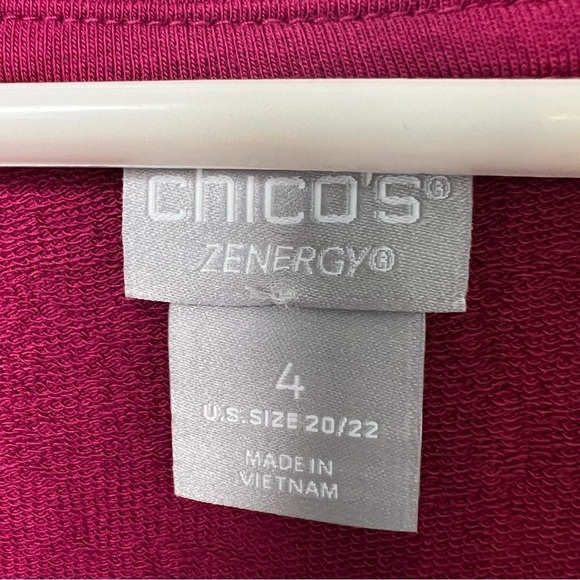 chico's®
ZENERGY®
4
U.S. SIZE 20/22
MADE IN
VIETNAM